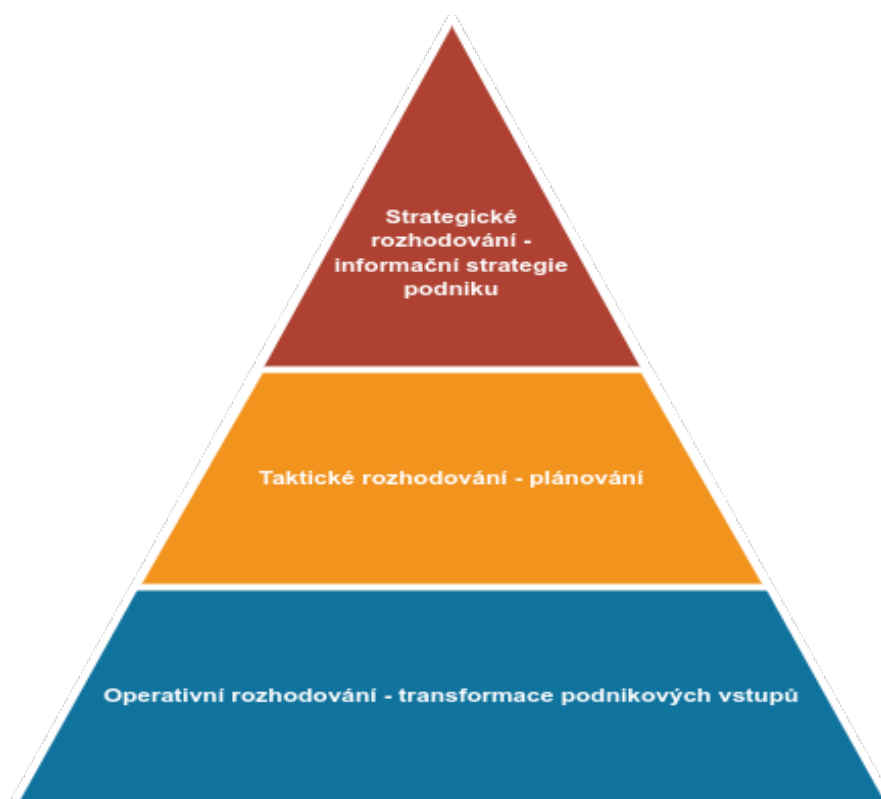 Strategické
rozhodování -
informační strategie
podniku
Taktické rozhodování - plánování
Operativní rozhodování - transformace podnikových vstupů